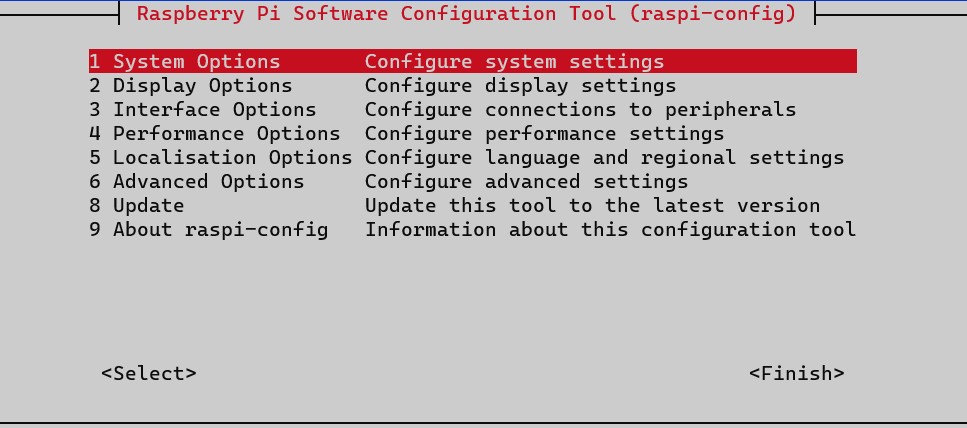 Raspberry Pi Software Configuration Tool (raspi-config)
1 System Options Configure system settings
2 Display Options Configure display settings
3 Interface Options Configure connections to peripherals
4 Performance Options Configure performance settings
5 Localisation Options Configure language and regional settings
6 Advanced Options Configure advanced settings
8 Update Update this tool to the latest version
9 About raspi-config Information about this configuration tool
<Select> <Finish>